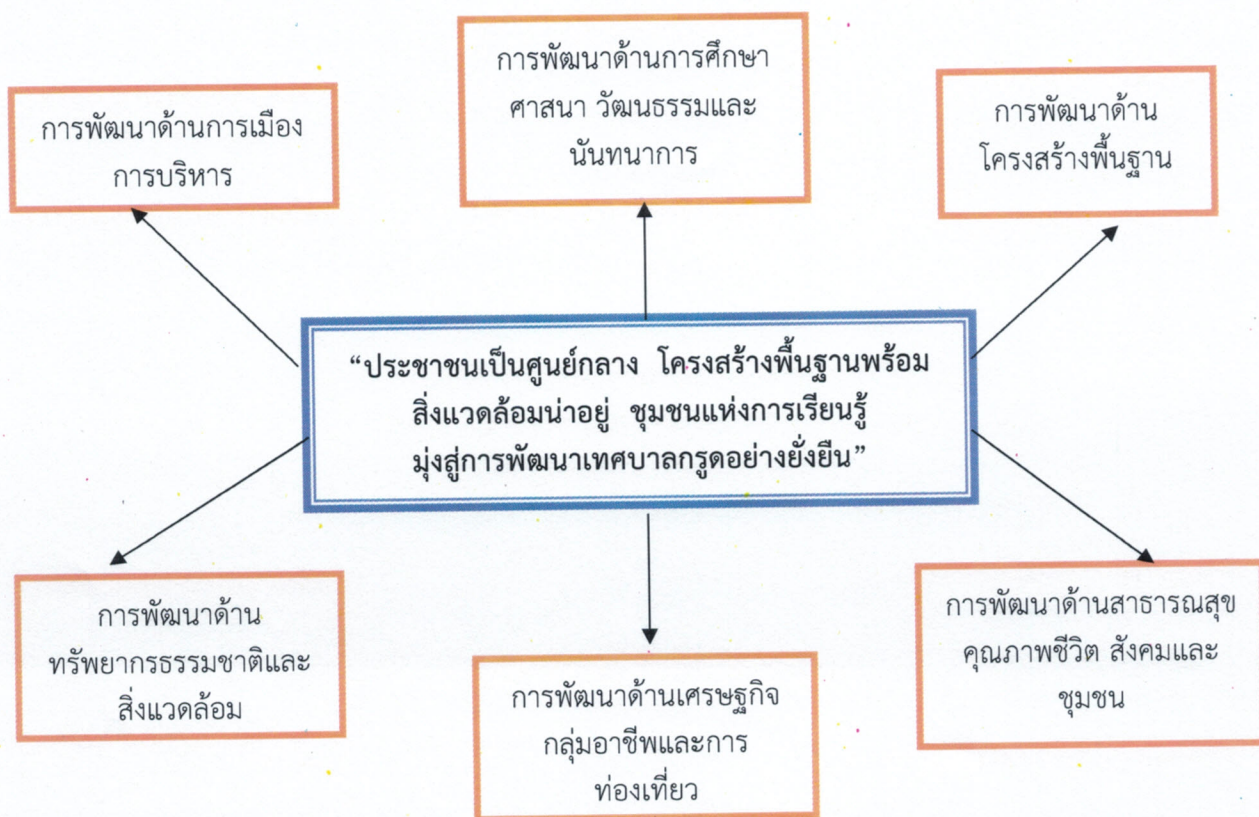 การพัฒนาด้านการเมือง
การบริหาร
การพัฒนาด้านการศึกษา
ศาสนา วัฒนธรรมและ
นันทนาการ
การพัฒนาด้าน
โครงสร้างพื้นฐาน
“ประชาชนเป็นศูนย์กลาง โครงสร้างพื้นฐานพร้อม
สิ่งแวดล้อมน่าอยู่ ชุมชนแห่งการเรียนรู้
มุ่งสู่การพัฒนาเทศบาลกรูดอย่างยั่งยืน”
การพัฒนาด้าน
ทรัพยากรธรรมชาติและ
สิ่งแวดล้อม
การพัฒนาด้านเศรษฐกิจ
กลุ่มอาชีพและการ
ท่องเที่ยว
การพัฒนาด้านสาธารณสุข
คุณภาพชีวิต สังคมและ
ชุมชน